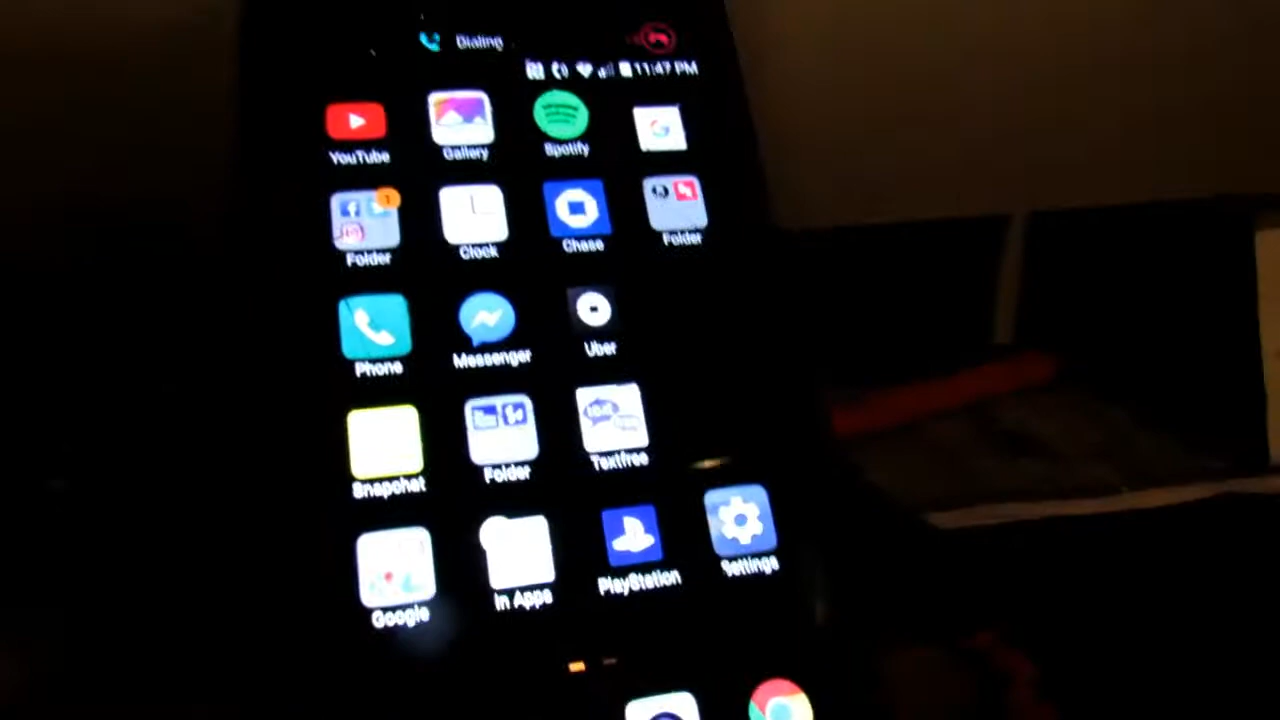 Dialing
11:47 PM
YouTube
Gallery
Spotify
1
Folder
Clock
Chase
Folder
Phone
Messenger
Uber
Snapchat
Folder
Textfree
Google
In Apps
PlayStation
Settings